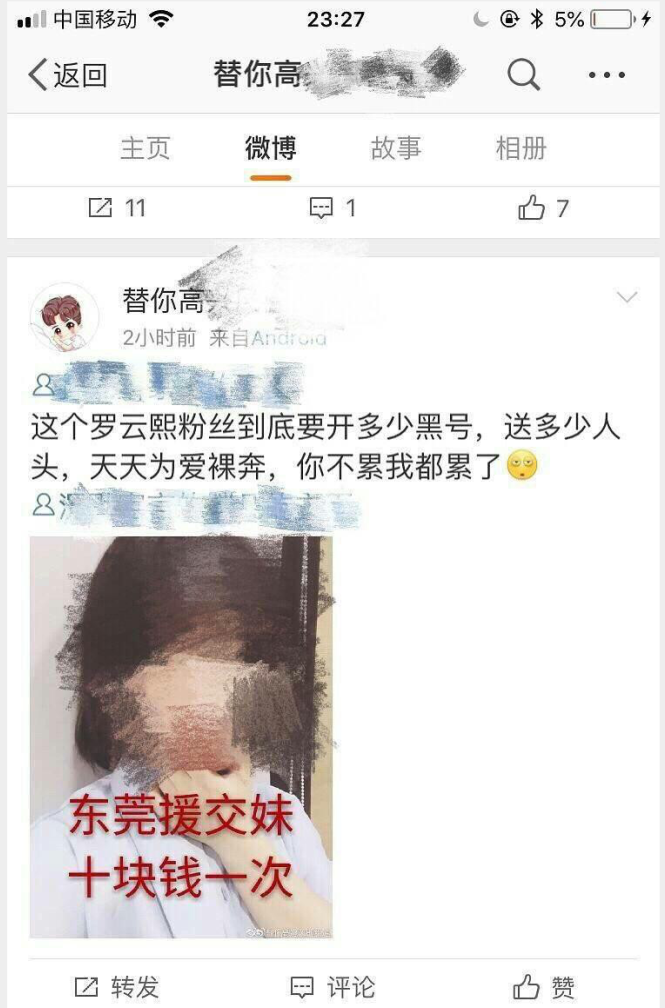 中国移动 23:27 5%
返回 替你高
主页 微博 故事 相册
11 1 7
替你高
2小时前 来自Android
这个罗云熙粉丝到底要开多少黑号，送多少人
头，天天为爱裸奔，你不累我都累了
东莞援交妹
十块钱一次
转发 评论 赞